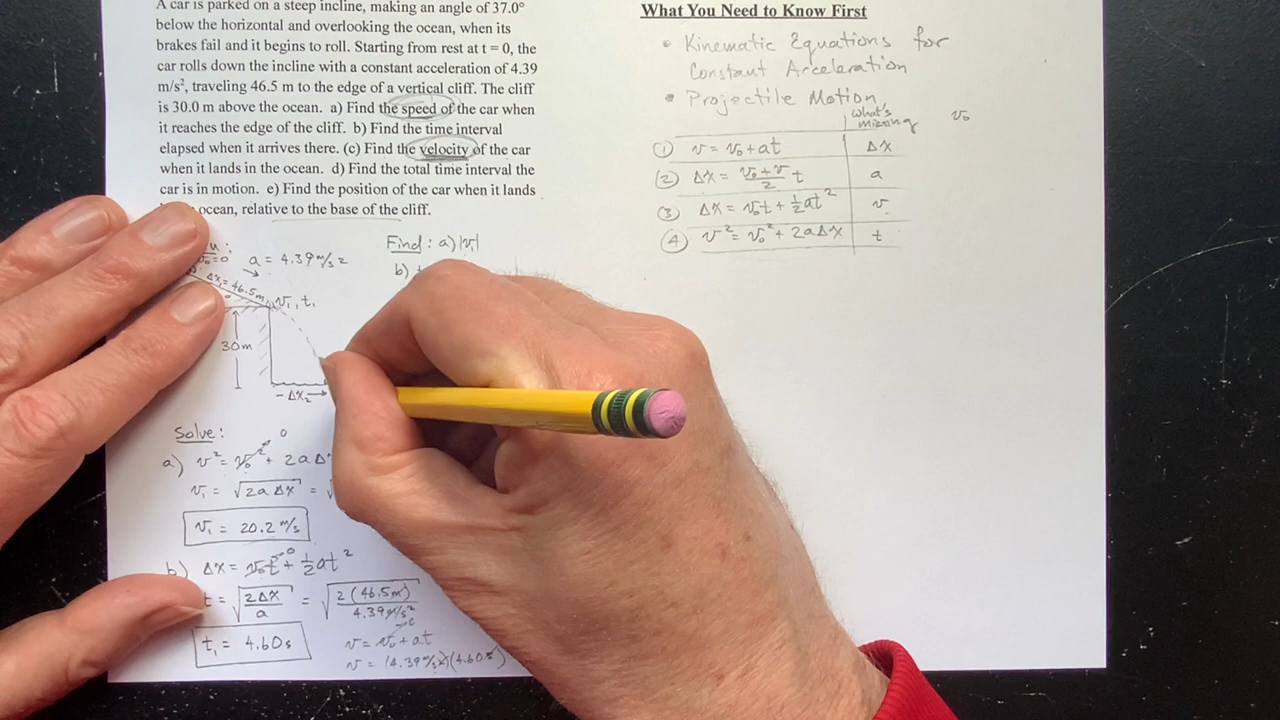 A car is parked on a steep incline, making an angle of 37.0°
below the horizontal and overlooking the ocean, when its
brakes fail and it begins to roll. Starting from rest at t = 0, the
car rolls down the incline with a constant acceleration of 4.39
m/s², traveling 46.5 m to the edge of a vertical cliff. The cliff
is 30.0 m above the ocean. a) Find the speed of the car when
it reaches the edge of the cliff. b) Find the time interval
elapsed when it arrives there. (c) Find the velocity of the car
when it lands in the ocean. d) Find the total time interval the
car is in motion. e) Find the position of the car when it lands
ocean, relative to the base of the cliff.
v₀=0 a = 4.39 m/s²
Δx₁= 46.5m
v₁, t₁
30m
- Δx₂→
Find: a) |v₁|
b)
Solve:
0
a) v² = v₀² + 2aΔ
v₁ = √2aΔx =
v₁ = 20.2 m/s
b) Δx = v₀t + ½at²
0
t = √2Δx/a = √2(46.5m)/4.39 m/s²
t₁ = 4.60s
v = v₀ + at
v = (4.39 m/s²)(4.60s)
What You Need to Know First
• Kinematic Equations for
Constant Acceleration
• Projectile Motion
What's
missing
v₀
① v = v₀ + at Δx
② Δx = v₀+v/2 t a
③ Δx = v₀t + ½at² v
④ v² = v₀² + 2aΔx t